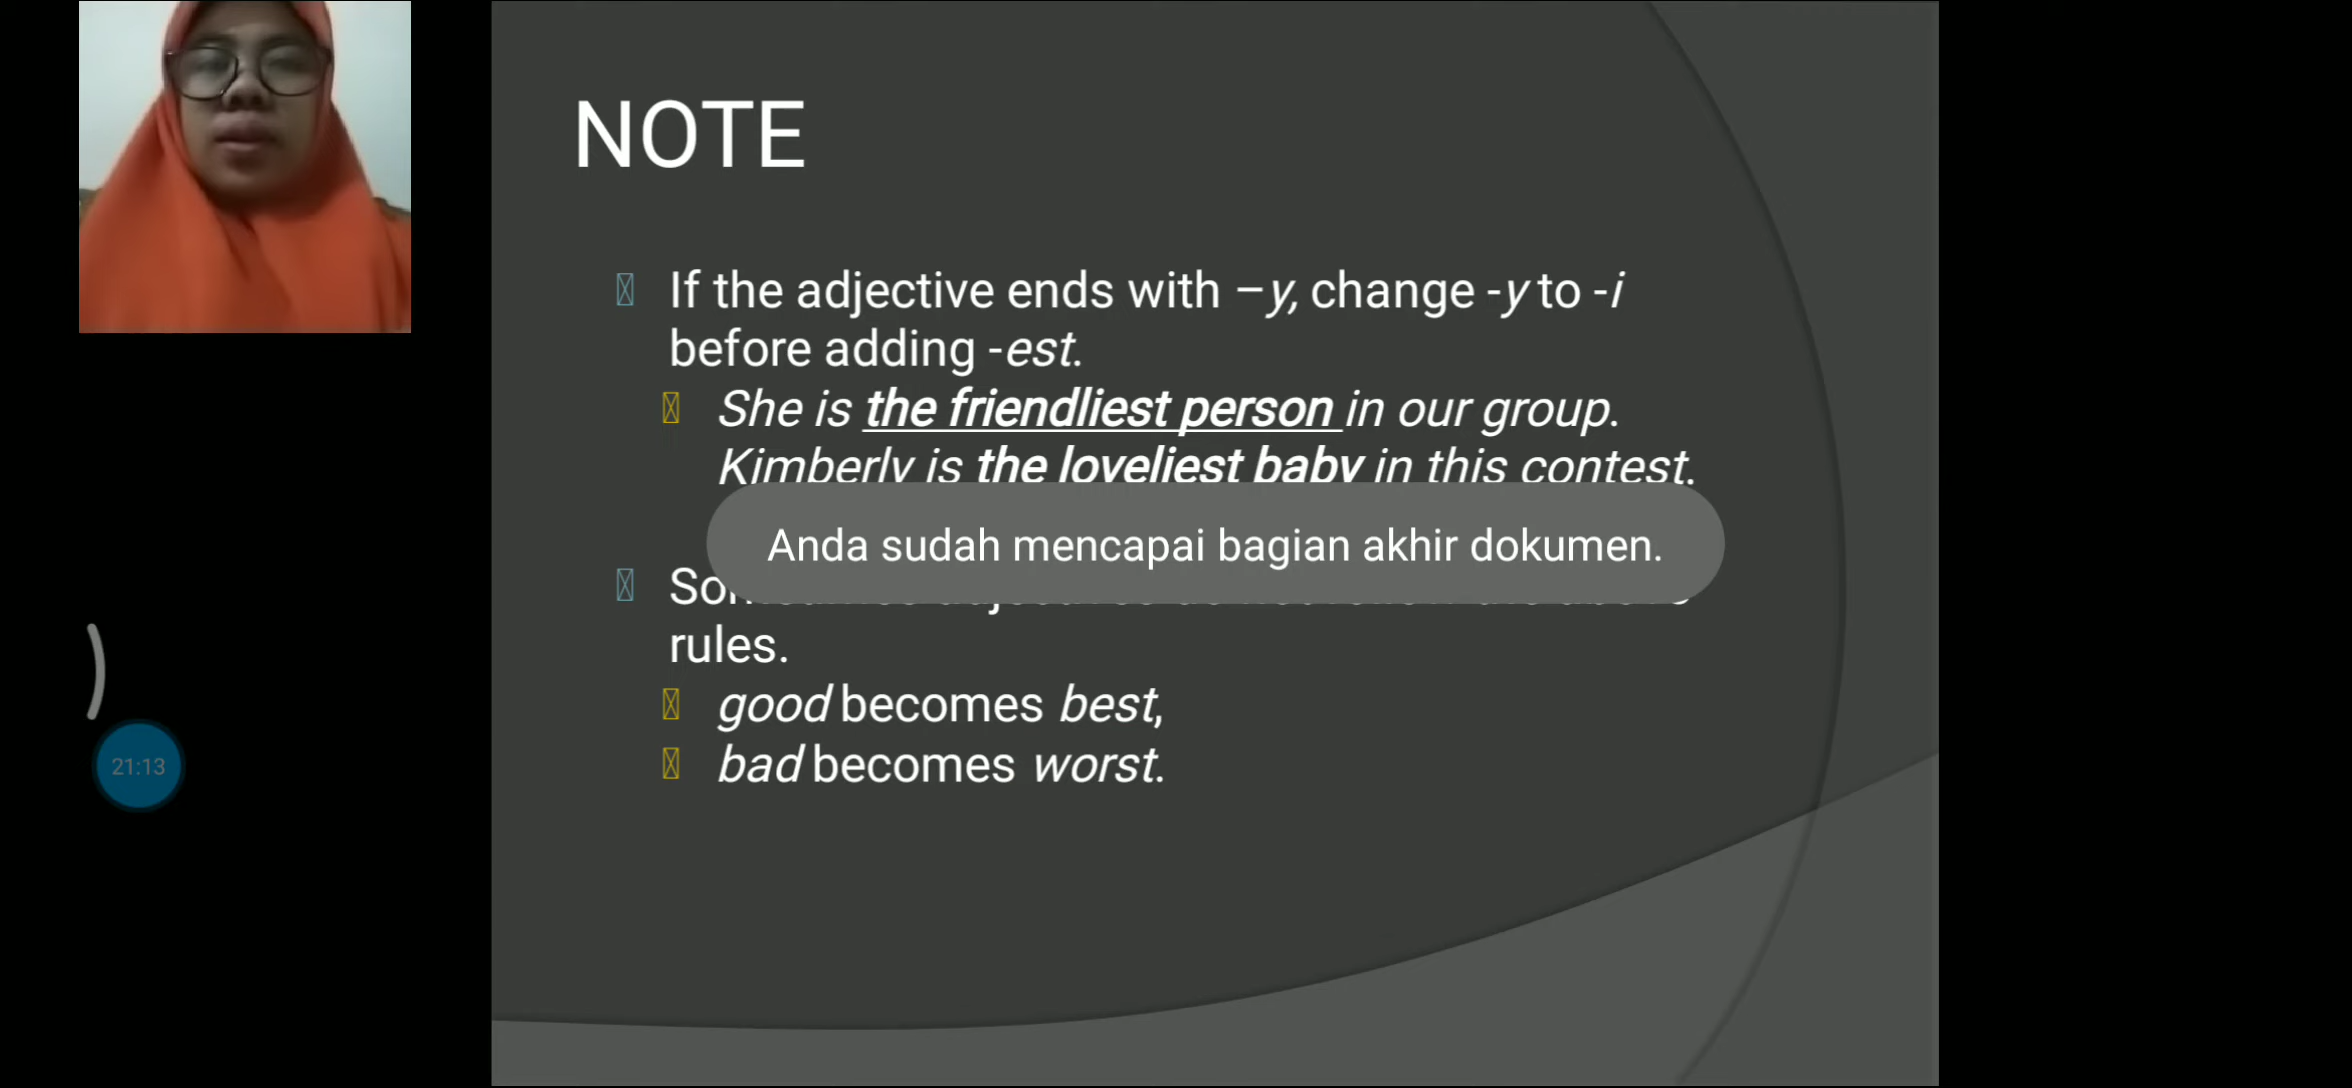 NOTE
If the adjective ends with –y, change -y to -i
before adding -est.
She is the friendliest person in our group.
Kimberly is the loveliest baby in this contest.
Anda sudah mencapai bagian akhir dokumen.
rules.
good becomes best,
bad becomes worst.
21:13